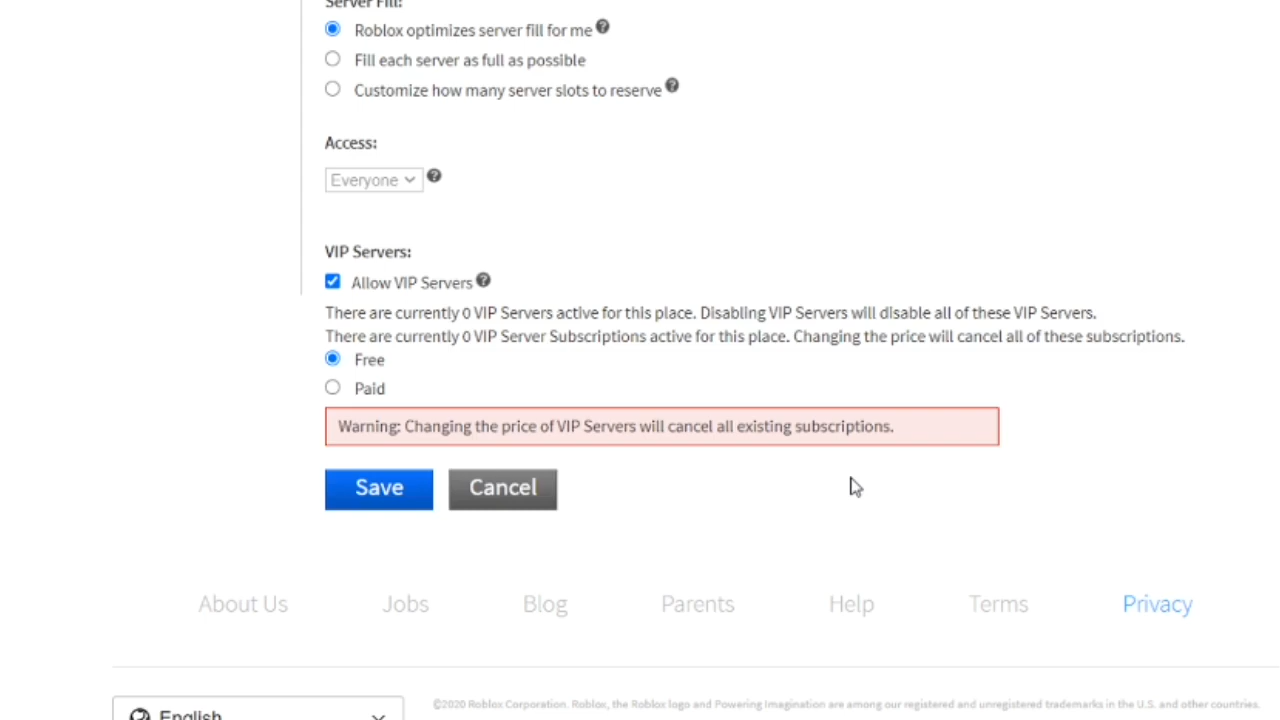 Server Fill:
Roblox optimizes server fill for me
Fill each server as full as possible
Customize how many server slots to reserve
Access:
Everyone
VIP Servers:
Allow VIP Servers
There are currently 0 VIP Servers active for this place. Disabling VIP Servers will disable all of these VIP Servers.
There are currently 0 VIP Server Subscriptions active for this place. Changing the price will cancel all of these subscriptions.
Free
Paid
Warning: Changing the price of VIP Servers will cancel all existing subscriptions.
Save Cancel
About Us Jobs Blog Parents Help Terms Privacy
English ©2020 Roblox Corporation. Roblox, the Roblox logo and Powering Imagination are among our registered and unregistered trademarks in the U.S. and other countries.